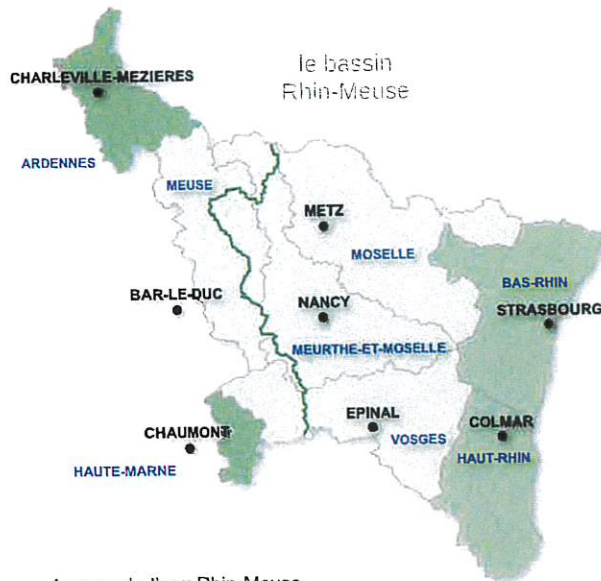 le bassin
Rhin-Meuse
CHARLEVILLE-MEZIERES
ARDENNES
MEUSE
METZ
MOSELLE
BAS-RHIN
BAR-LE-DUC
NANCY
STRASBOURG
MEURTHE-ET-MOSELLE
EPINAL
COLMAR
CHAUMONT
VOSGES
HAUTE-MARNE
HAUT-RHIN
Rhin-Meuse